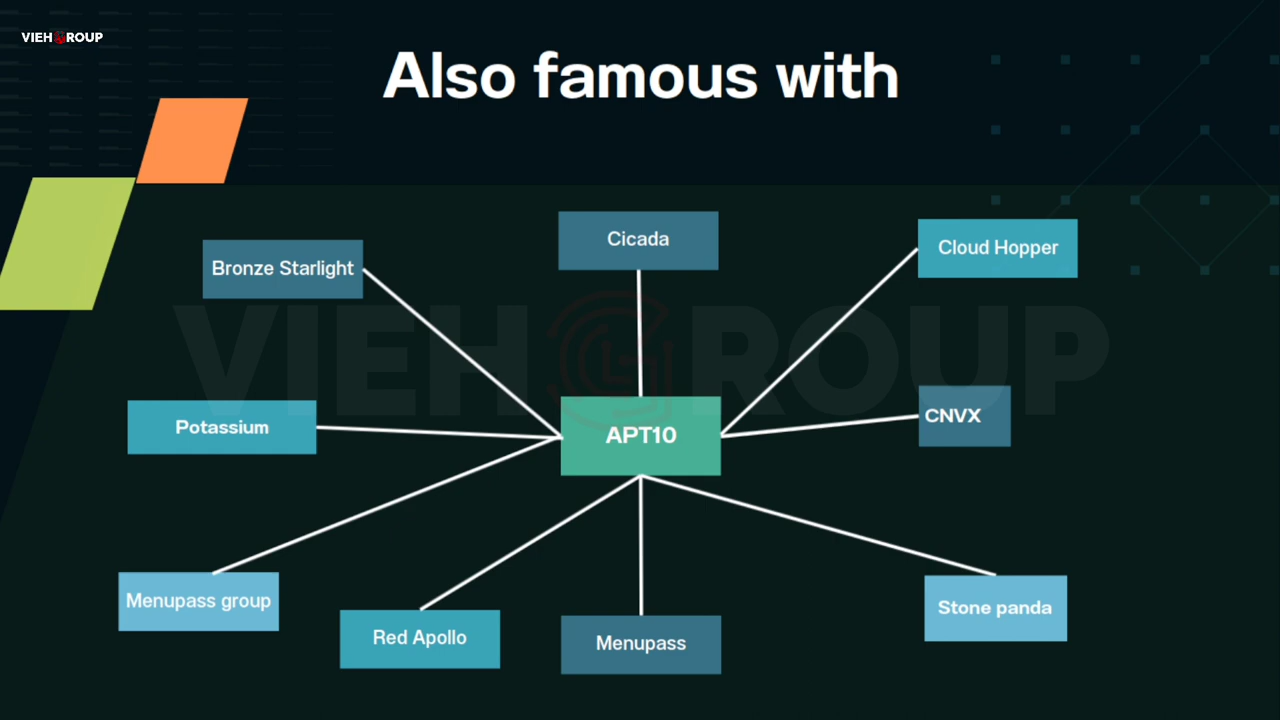 VIEH GROUP
Also famous with
Bronze Starlight
Cicada
Cloud Hopper
Potassium
APT10
CNVX
Menupass group
Red Apollo
Menupass
Stone panda
VIEH GROUP